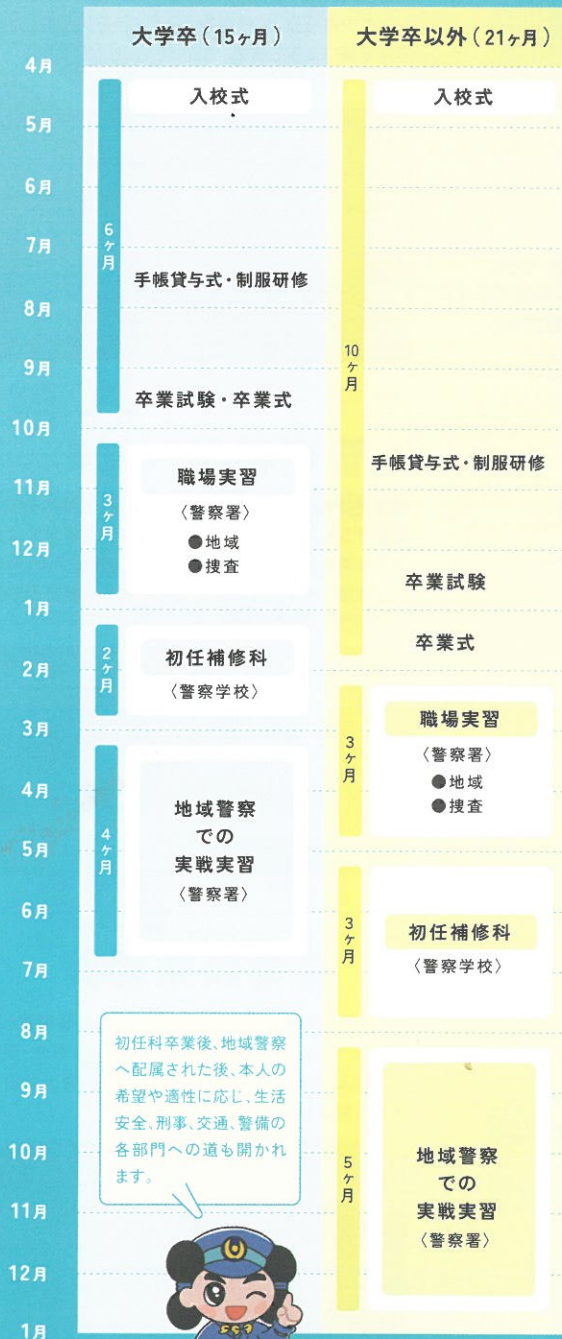 大学卒(15ヶ月)
大学卒以外(21ヶ月)
4月
5月
6月
7月
8月
9月
10月
11月
12月
1月
2月
3月
4月
5月
6月
7月
8月
9月
10月
11月
12月
1月
6ヶ月
入校式
手帳貸与式・制服研修
卒業試験・卒業式
3ヶ月
職場実習
〈警察署〉
●地域
●捜査
2ヶ月
初任補修科
〈警察学校〉
4ヶ月
地域警察
での
実戦実習
〈警察署〉
初任科卒業後、地域警察
へ配属された後、本人の
希望や適性に応じ、生活
安全、刑事、交通、警備の
各部門への道も開かれ
ます。
10ヶ月
入校式
手帳貸与式・制服研修
卒業試験
卒業式
3ヶ月
職場実習
〈警察署〉
●地域
●捜査
3ヶ月
初任補修科
〈警察学校〉
5ヶ月
地域警察
での
実戦実習
〈警察署〉